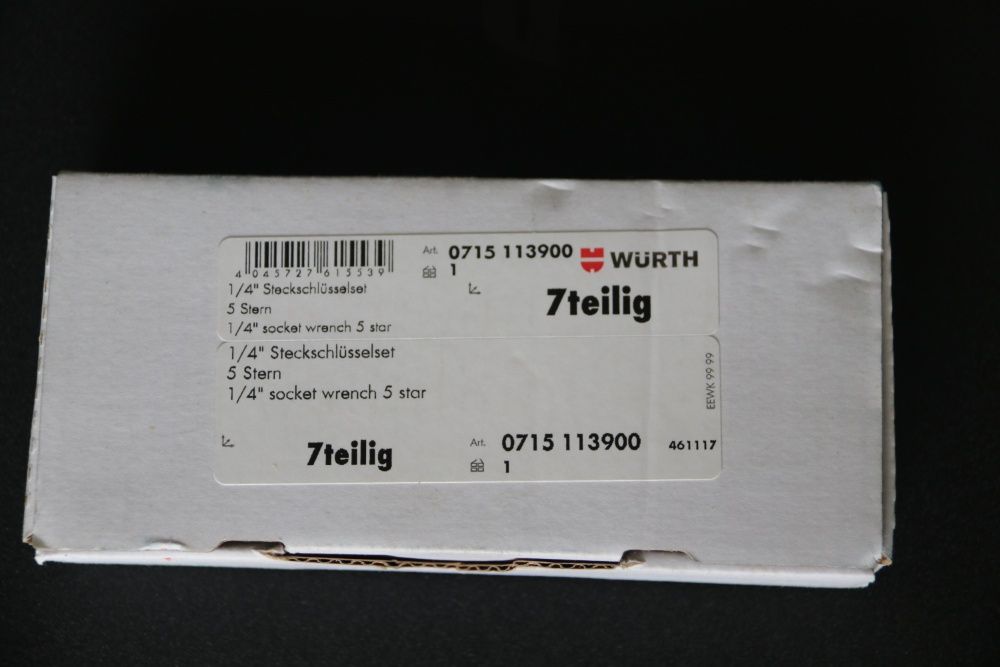 Art. 0715 113900 WÜRTH
4 045727 615539
1
1/4" Steckschlüsselset
7teilig
5 Stern
1/4" socket wrench 5 star
1/4" Steckschlüsselset
5 Stern
1/4" socket wrench 5 star
EEWK 99 99
7teilig
Art. 0715 113900
461117
1